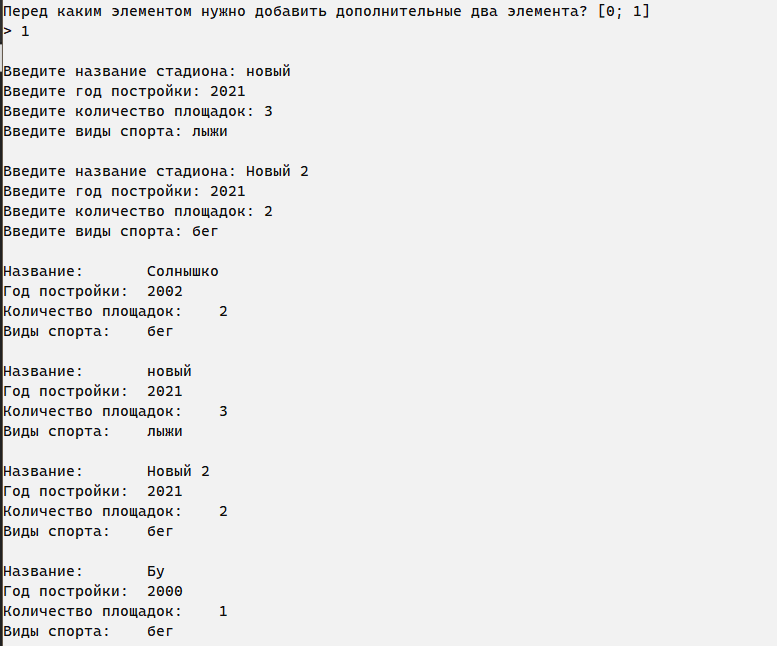 Перед каким элементом нужно добавить дополнительные два элемента? [0; 1]
> 1
Введите название стадиона: новый
Введите год постройки: 2021
Введите количество площадок: 3
Введите виды спорта: лыжи
Введите название стадиона: Новый 2
Введите год постройки: 2021
Введите количество площадок: 2
Введите виды спорта: бег
Название: Солнышко
Год постройки: 2002
Количество площадок: 2
Виды спорта: бег
Название: новый
Год постройки: 2021
Количество площадок: 3
Виды спорта: лыжи
Название: Новый 2
Год постройки: 2021
Количество площадок: 2
Виды спорта: бег
Название: Бу
Год постройки: 2000
Количество площадок: 1
Виды спорта: бег